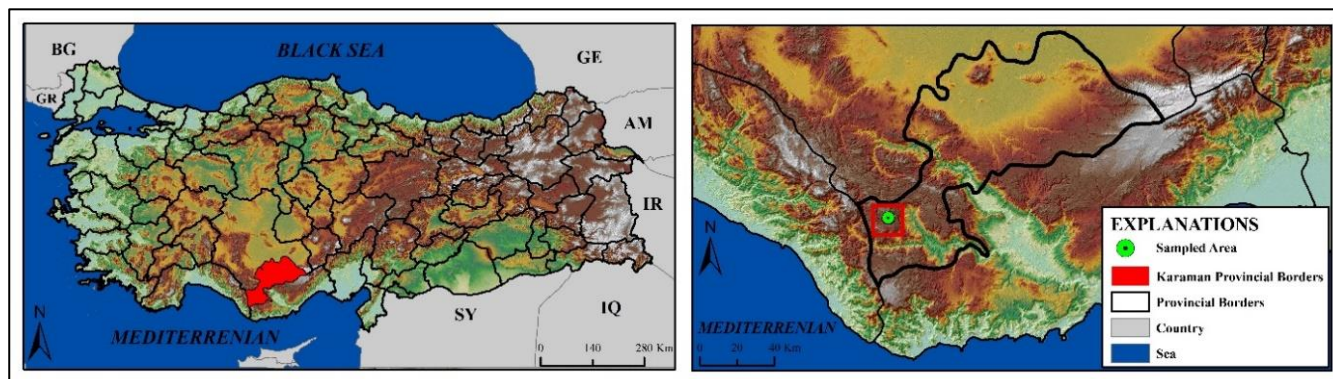 BG
BLACK SEA
GE
GR
AM
IR
N
MEDITERRENIAN
SY
IQ
0 140 280 Km
N
MEDITERRENIAN
0 20 40 Km
EXPLANATIONS
Sampled Area
Karaman Provincial Borders
Provincial Borders
Country
Sea